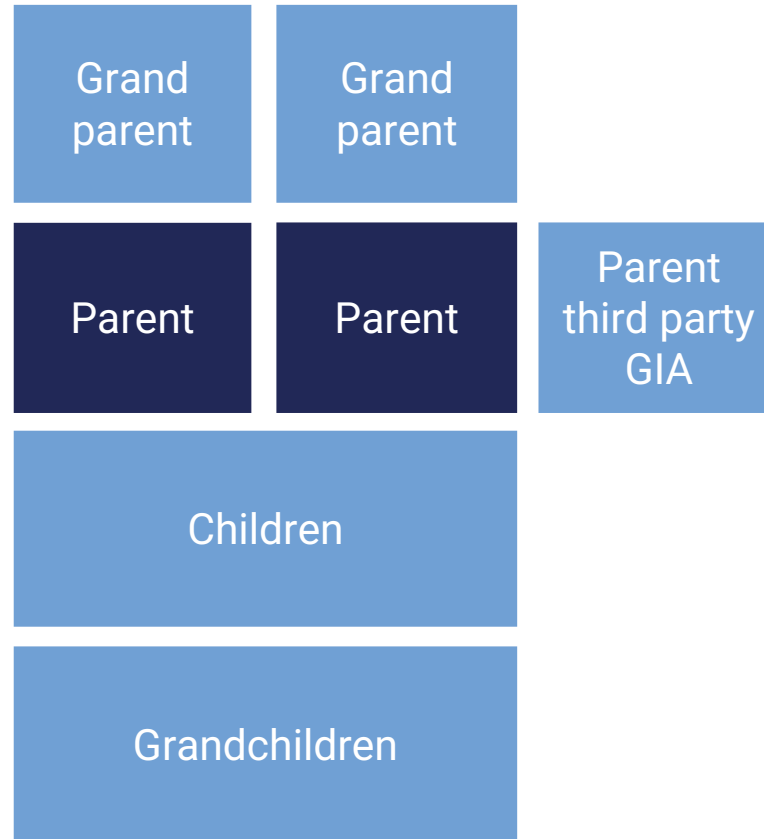 Grand
parent
Grand
parent
Parent
Parent
Parent
third party
GIA
Children
Grandchildren